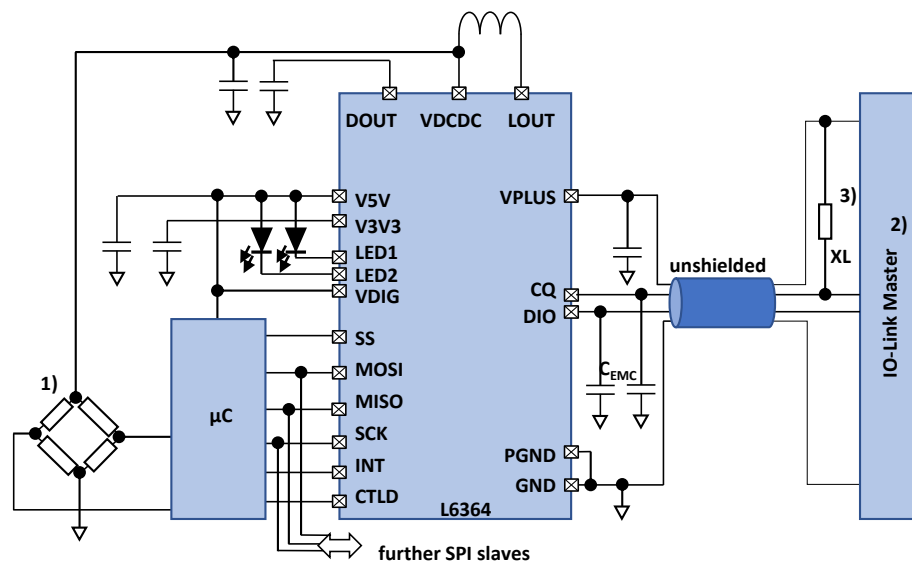 DOUT VDCDC LOUT
V5V
VPLUS
3)
V3V3
2)
LED1
XL
unshielded
LED2
VDIG
CQ
DIO
IO-Link Master
SS
1)
MOSI
CEMC
MISO
µC
SCK
PGND
INT
GND
CTLD
L6364
further SPI slaves